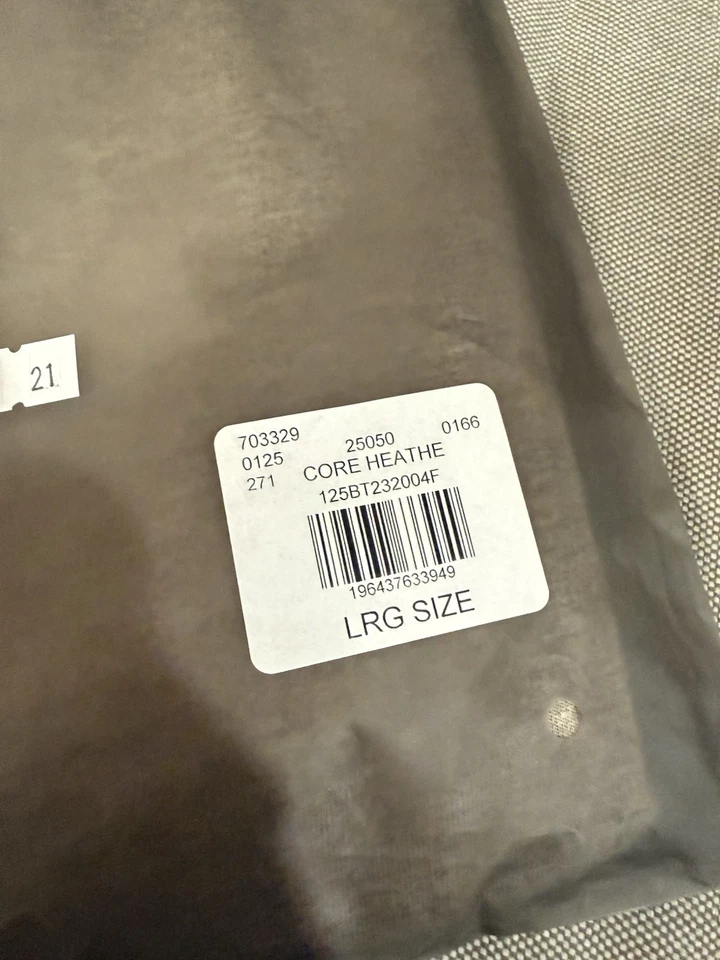 21
703329 25050 0166
0125 CORE HEATHE
271 125BT232004F
196437633949
LRG SIZE